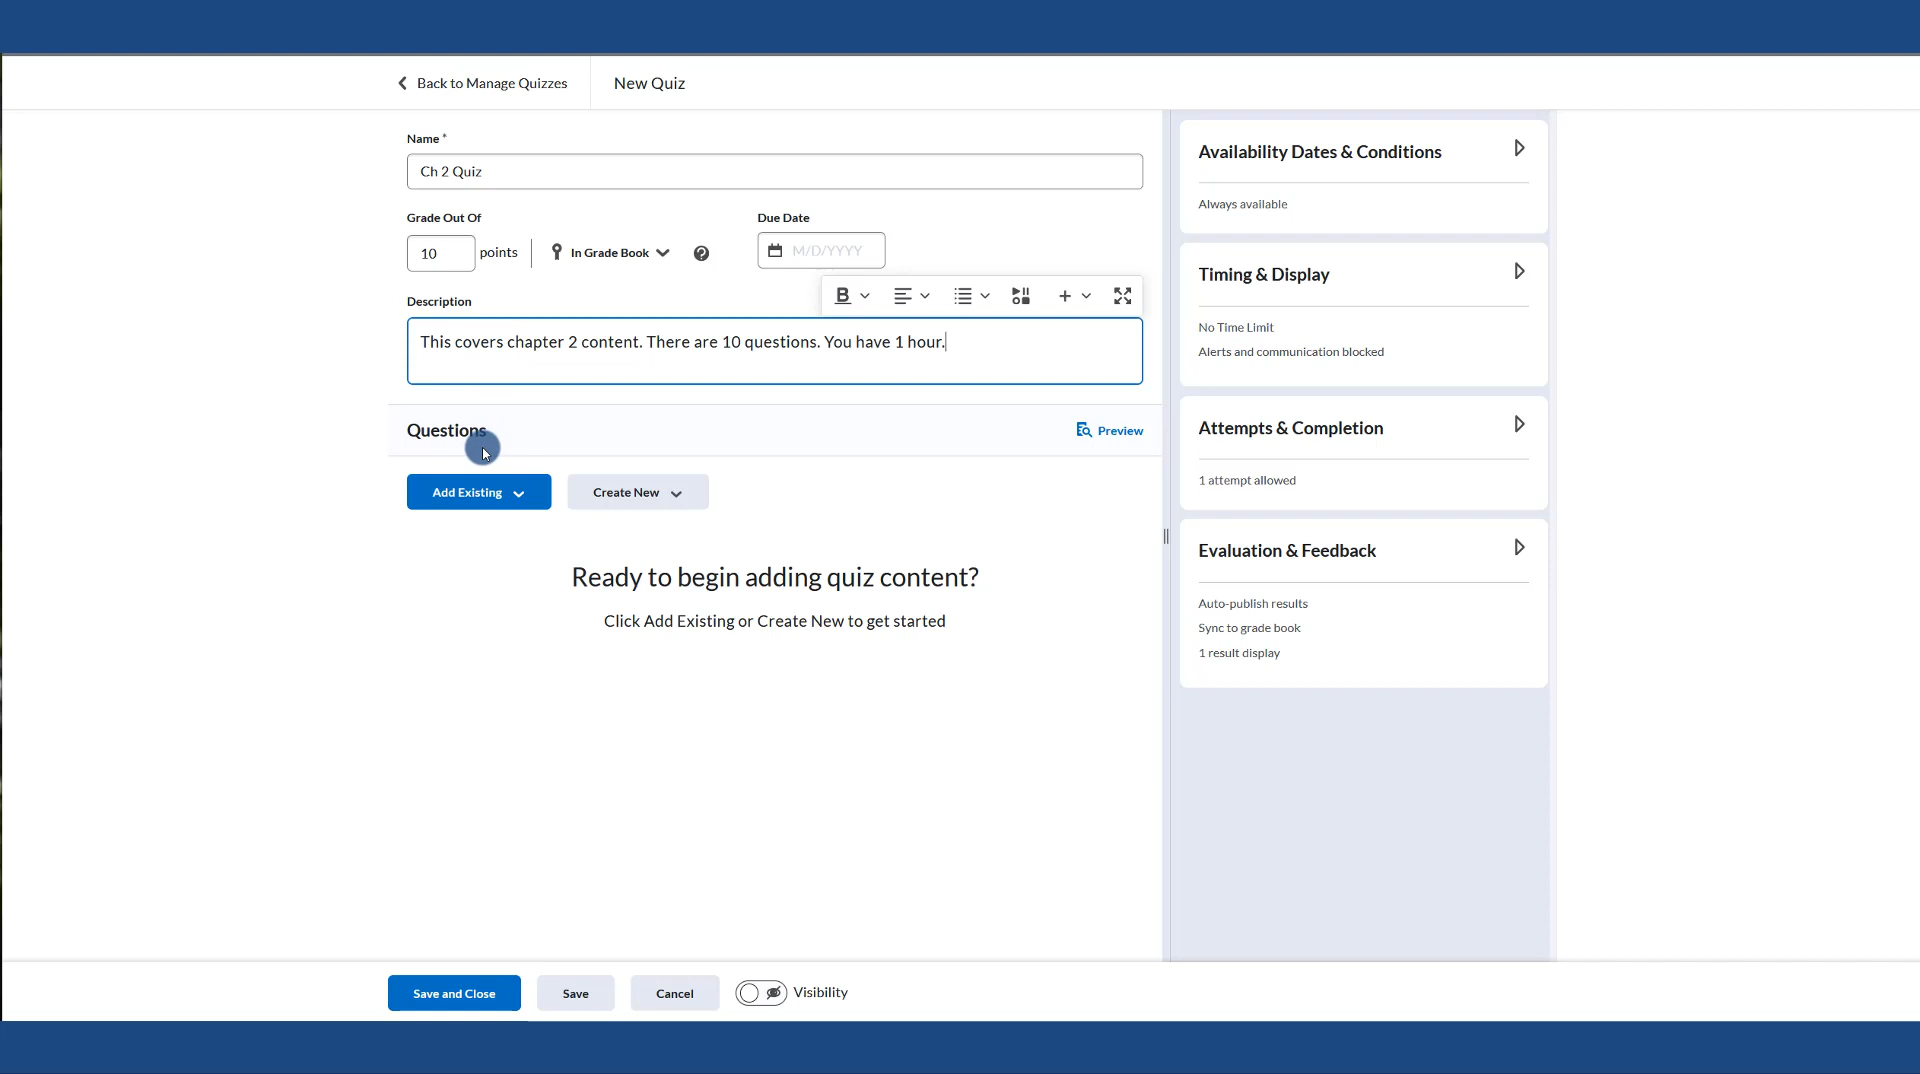 Back to Manage Quizzes
New Quiz
Name *
Ch 2 Quiz
Grade Out Of
10 points
In Grade Book
Due Date
M/D/YYYY
Description
This covers chapter 2 content. There are 10 questions. You have 1 hour.
Questions
Preview
Add Existing
Create New
Ready to begin adding quiz content?
Click Add Existing or Create New to get started
Availability Dates & Conditions
Always available
Timing & Display
No Time Limit
Alerts and communication blocked
Attempts & Completion
1 attempt allowed
Evaluation & Feedback
Auto-publish results
Sync to grade book
1 result display
Save and Close
Save
Cancel
Visibility